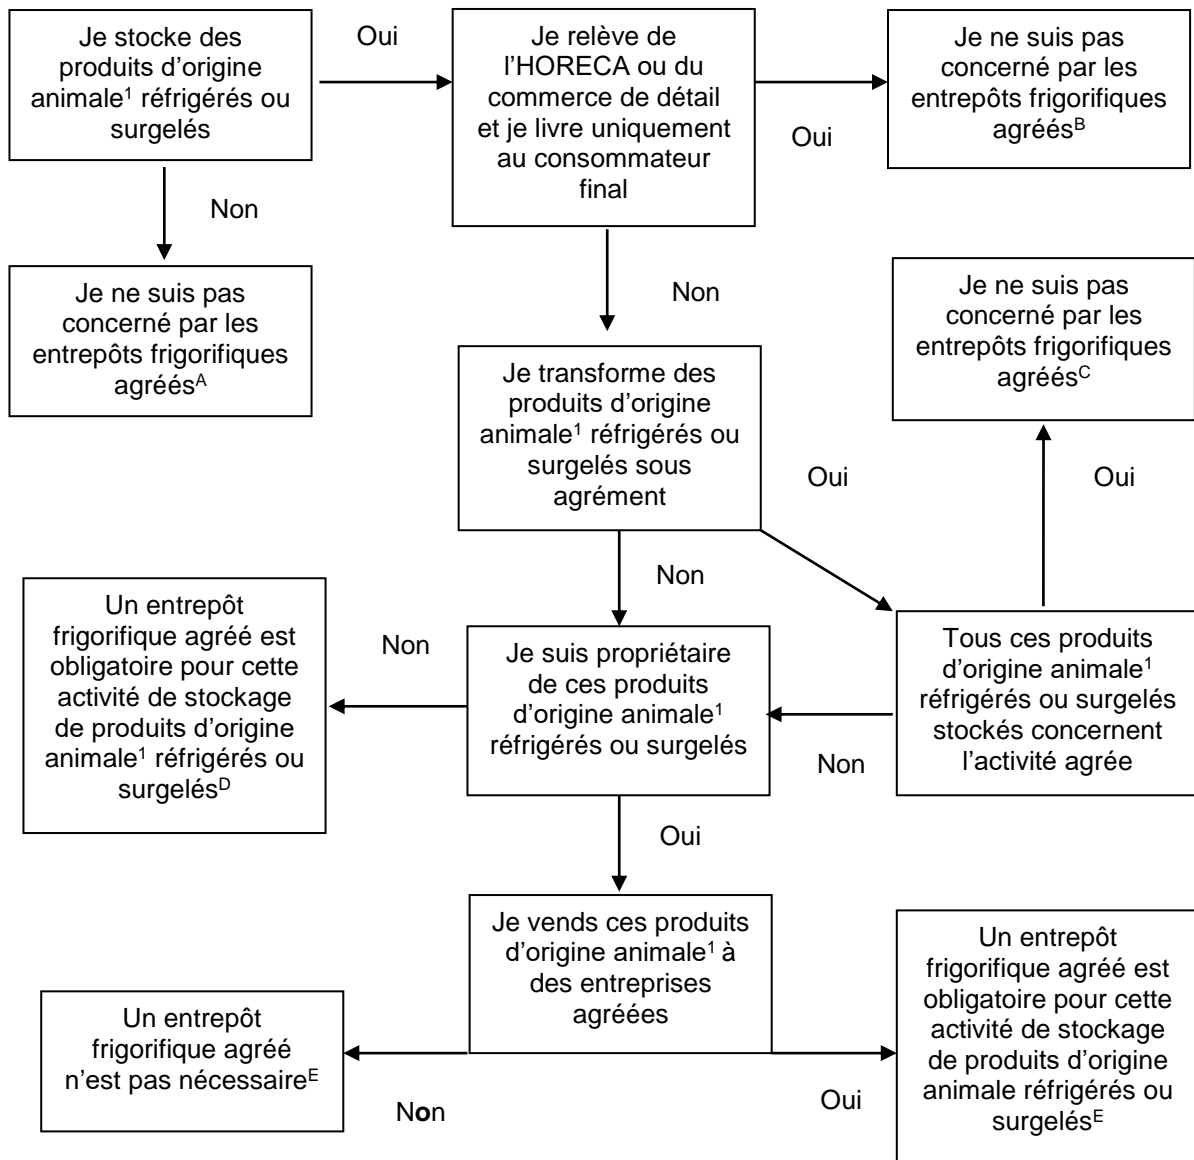 Je stocke des
produits d'origine
animale¹ réfrigérés ou
surgelés
Oui
Je relève de
l'HORECA ou du
commerce de détail
et je livre uniquement
au consommateur
final
Oui
Je ne suis pas
concerné par les
entrepôts frigorifiques
agréésᴮ
Non
Je ne suis pas
concerné par les
entrepôts frigorifiques
agréésᴬ
Non
Je ne suis pas
concerné par les
entrepôts frigorifiques
agréésC
Je transforme des
produits d'origine
animale¹ réfrigérés ou
surgelés sous
agrément
Oui
Oui
Non
Un entrepôt
frigorifique agréé est
obligatoire pour cette
activité de stockage
de produits d'origine
animale¹ réfrigérés ou
surgelésᴰ
Non
Je suis propriétaire
de ces produits
d'origine animale¹
réfrigérés ou surgelés
Non
Tous ces produits
d'origine animale¹
réfrigérés ou surgelés
stockés concernent
l'activité agrée
Oui
Je vends ces produits
d'origine animale¹ à
des entreprises
agréées
Un entrepôt
frigorifique agréé
n'est pas nécessaireᴱ
Non
Oui
Un entrepôt
frigorifique agréé est
obligatoire pour cette
activité de stockage
de produits d'origine
animale réfrigérés ou
surgelésᴱ